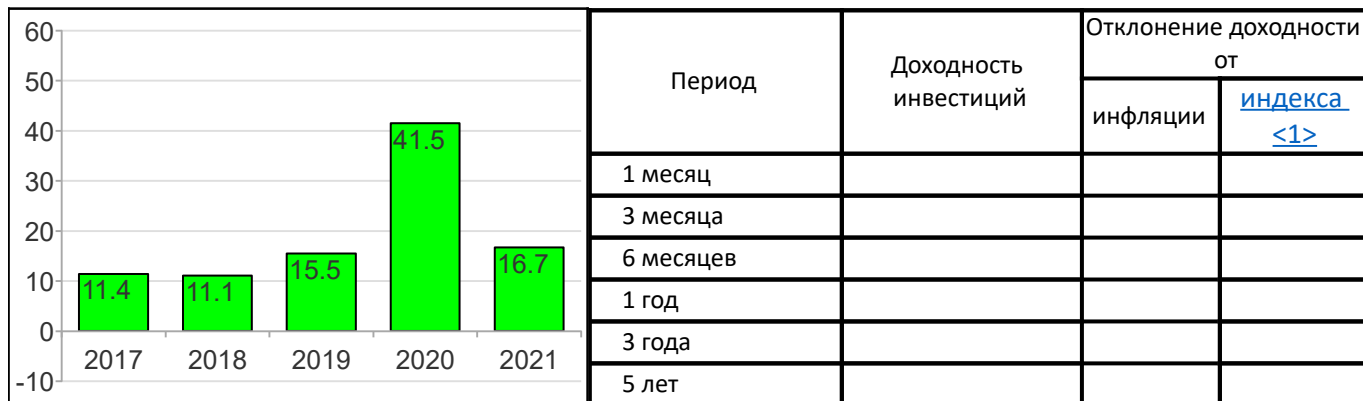 60
50
40
30
20
10
0
-10
11.4
11.1
15.5
41.5
16.7
2017 2018 2019 2020 2021
Период
Доходность
инвестиций
Отклонение доходности
от
инфляции
индекса
<1>
1 месяц
3 месяца
6 месяцев
1 год
3 года
5 лет